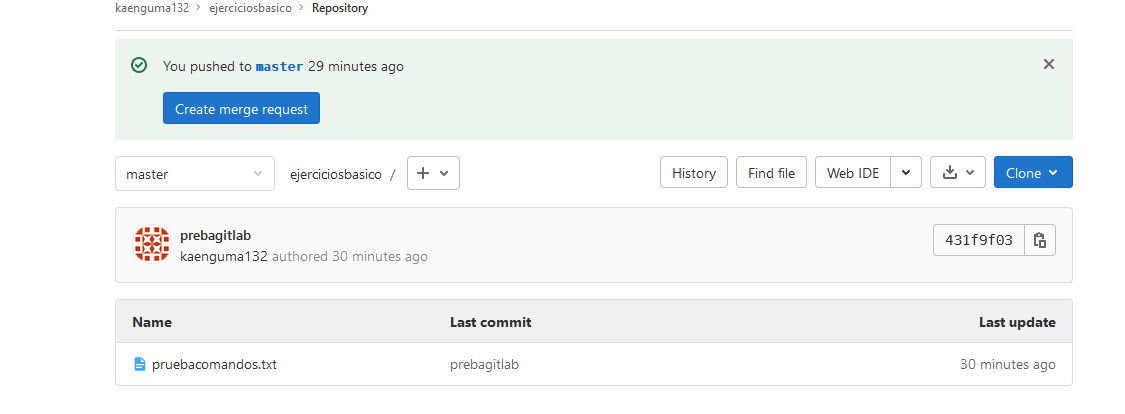 kaenguma132 > ejerciciosbasico > Repository
You pushed to master 29 minutes ago
Create merge request
master ejerciciosbasico / + History Find file Web IDE Clone
prebagitlab
kaenguma132 authored 30 minutes ago 431f9f03
Name Last commit Last update
pruebacomandos.txt prebagitlab 30 minutes ago